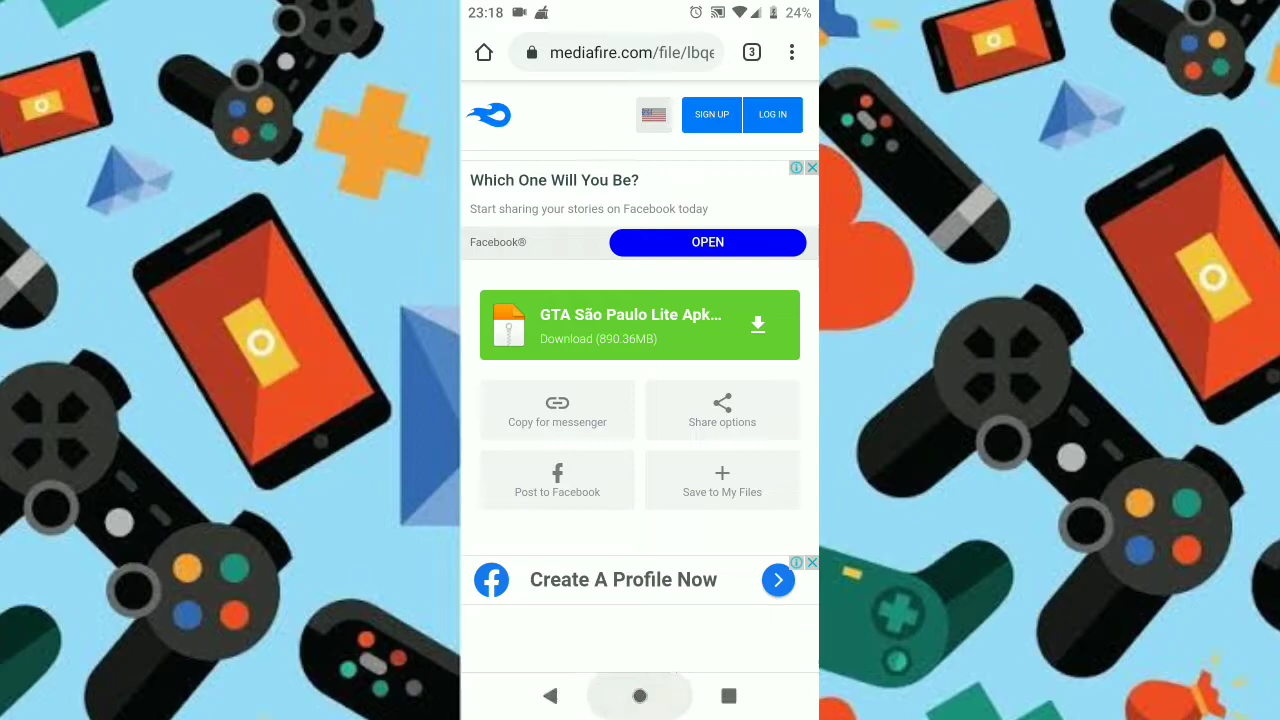 23:18
24%
mediafire.com/file/lbqe
3
SIGN UP
LOG IN
Which One Will You Be?
Start sharing your stories on Facebook today
Facebook®
OPEN
GTA São Paulo Lite Apk...
Download (890.36MB)
Copy for messenger
Share options
Post to Facebook
Save to My Files
Create A Profile Now